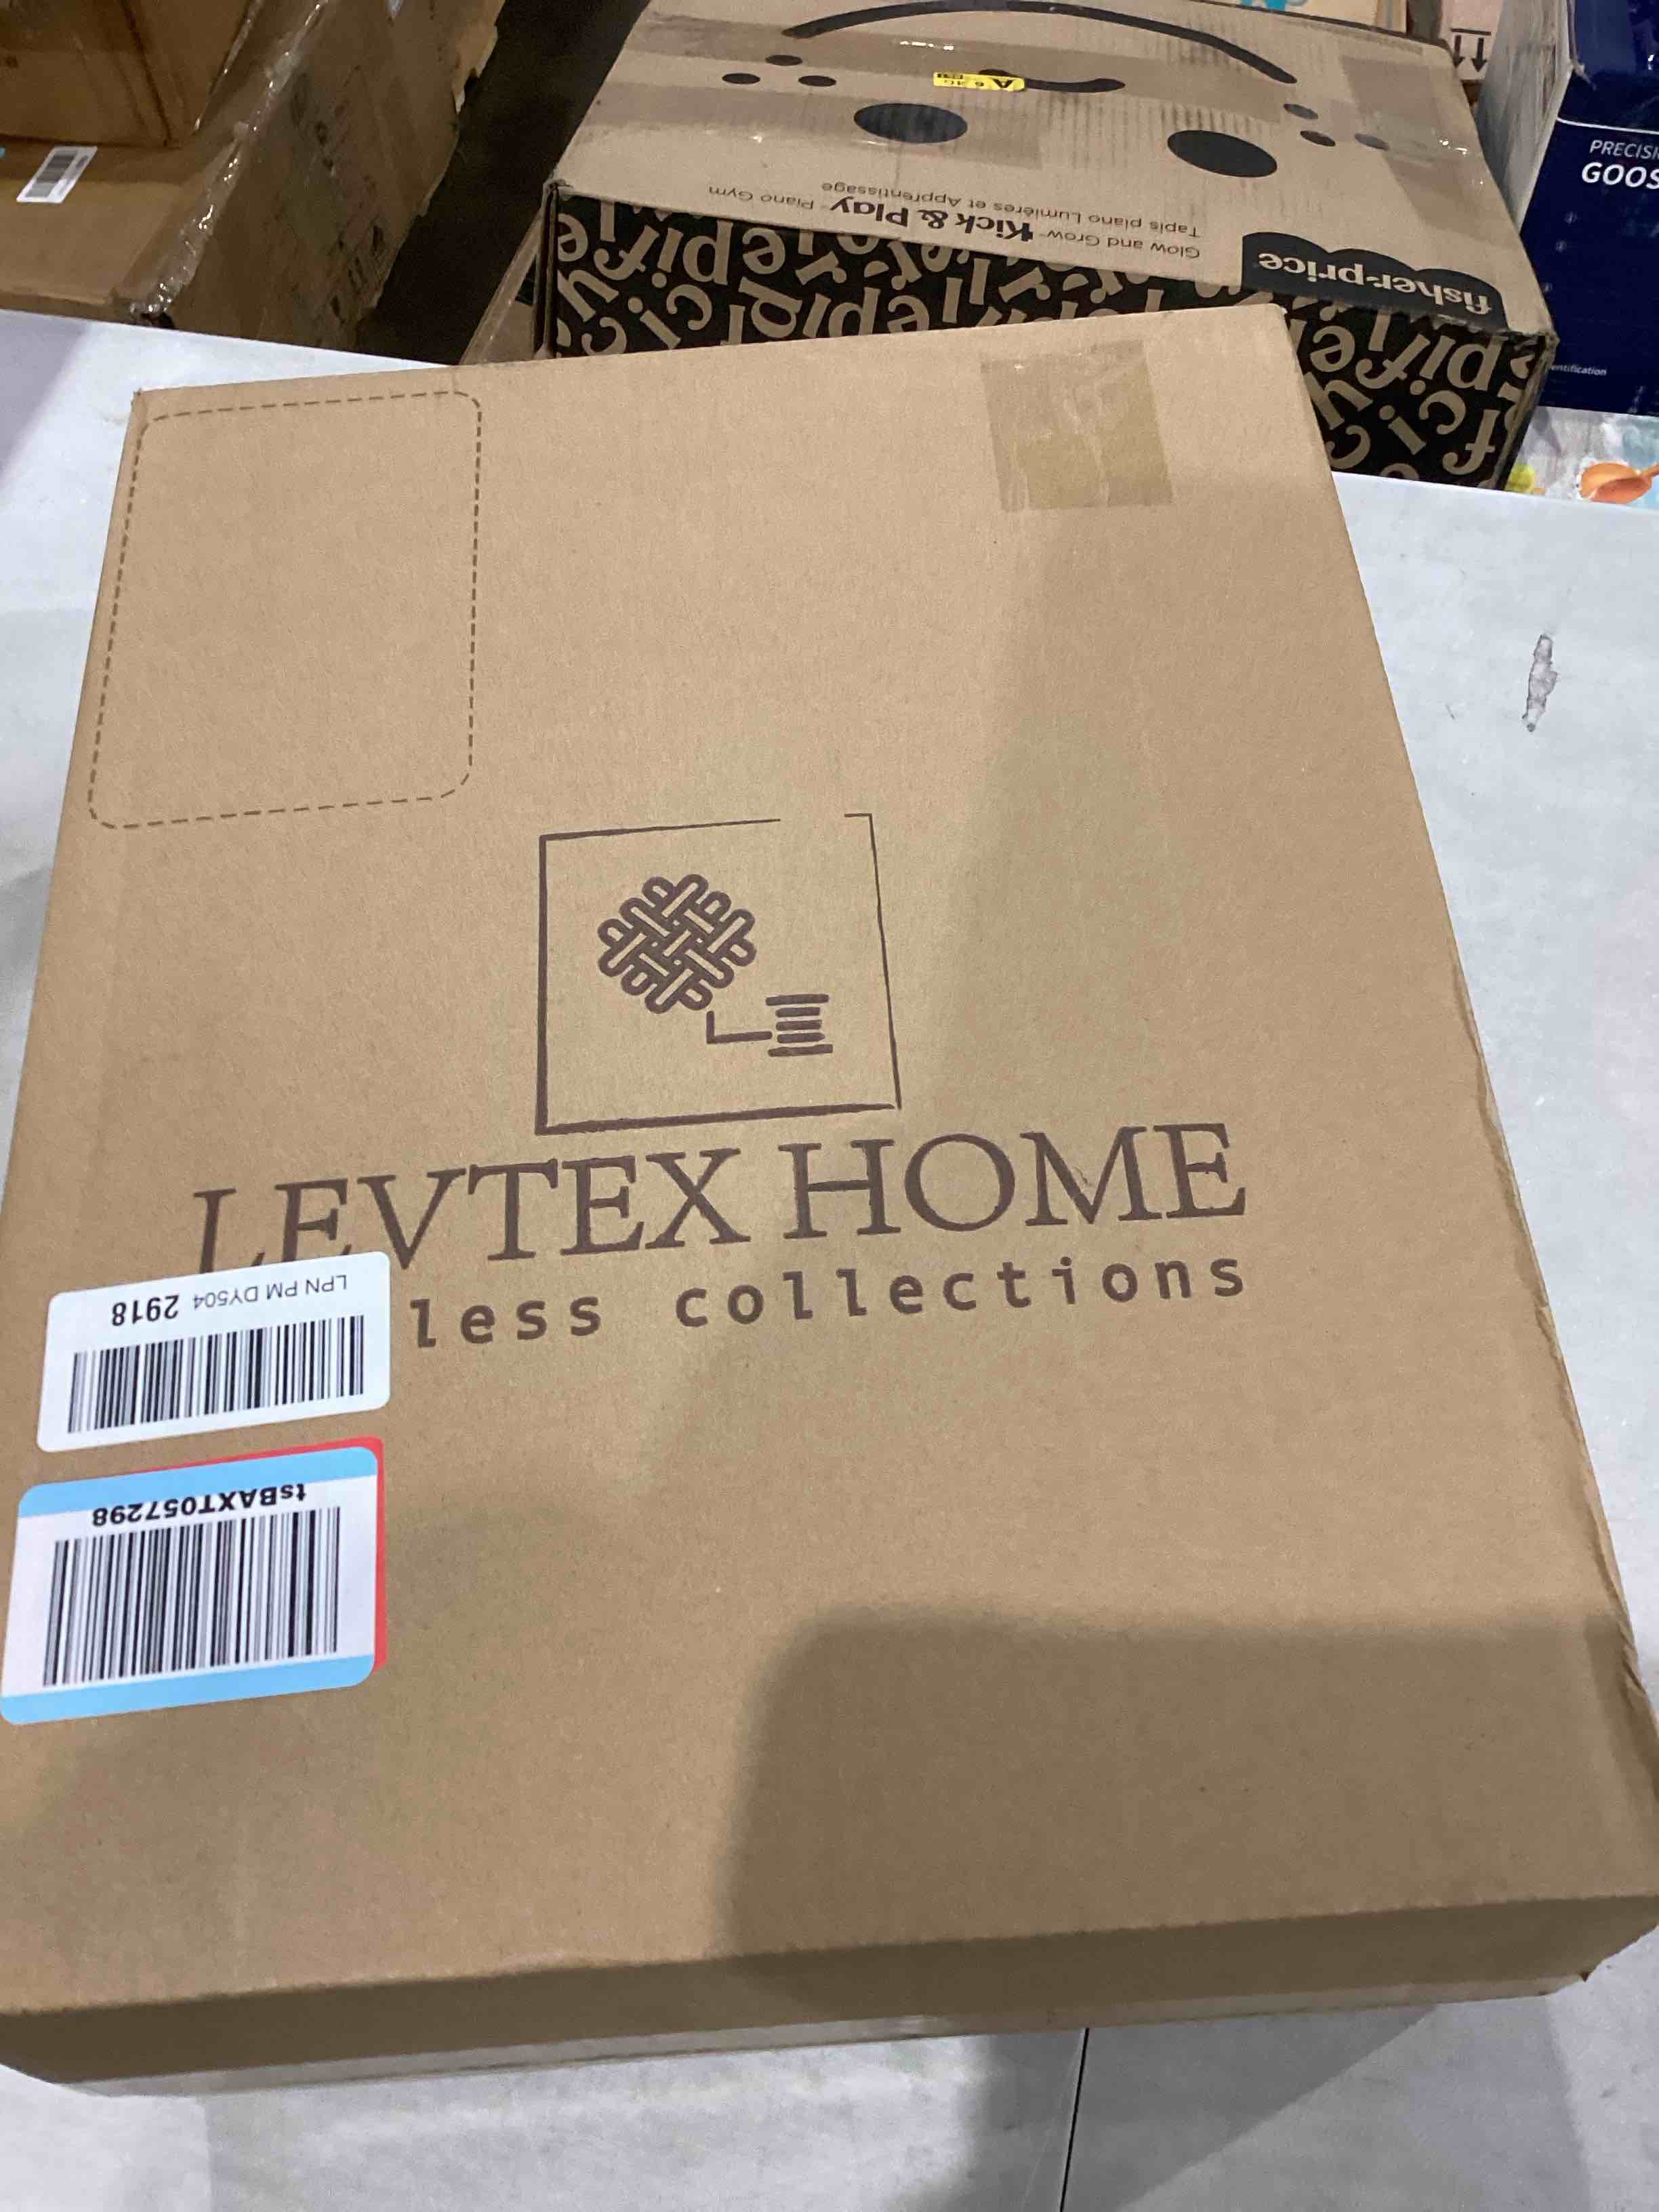 PRECISI
GOOS
entification
fisher-price
Glow and Grow Kick & Play Piano Gym
Tapis piano Lumières et Apprentissage
LEVTEX HOME
less collections
LPN PM DY504 2918
tsBAXT057298